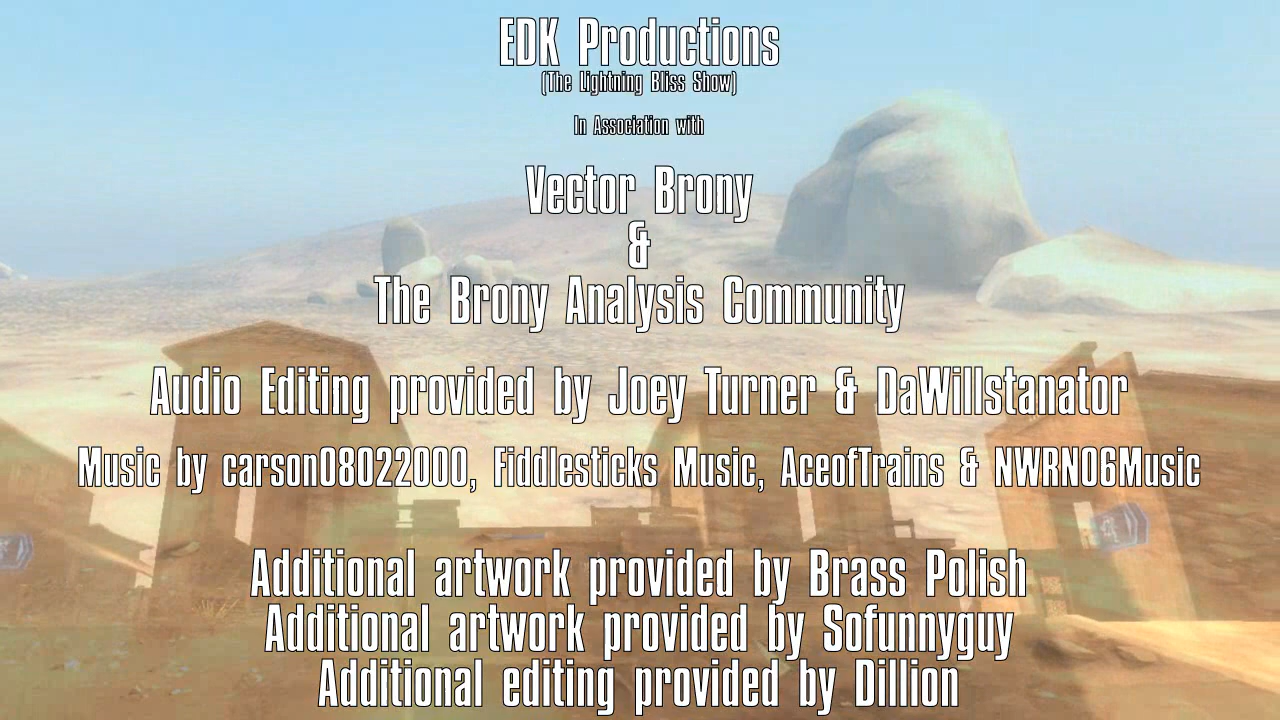 EDK Productions
(The Lightning Bliss Show)
In Association with
Vector Brony
&
The Brony Analysis Community
Audio Editing provided by Joey Turner & DaWillstanator
Music by carson08022000, Fiddlesticks Music, AceofTrains & NWRN06Music
Additional artwork provided by Brass Polish
Additional artwork provided by Sofunnyguy
Additional editing provided by Dillion